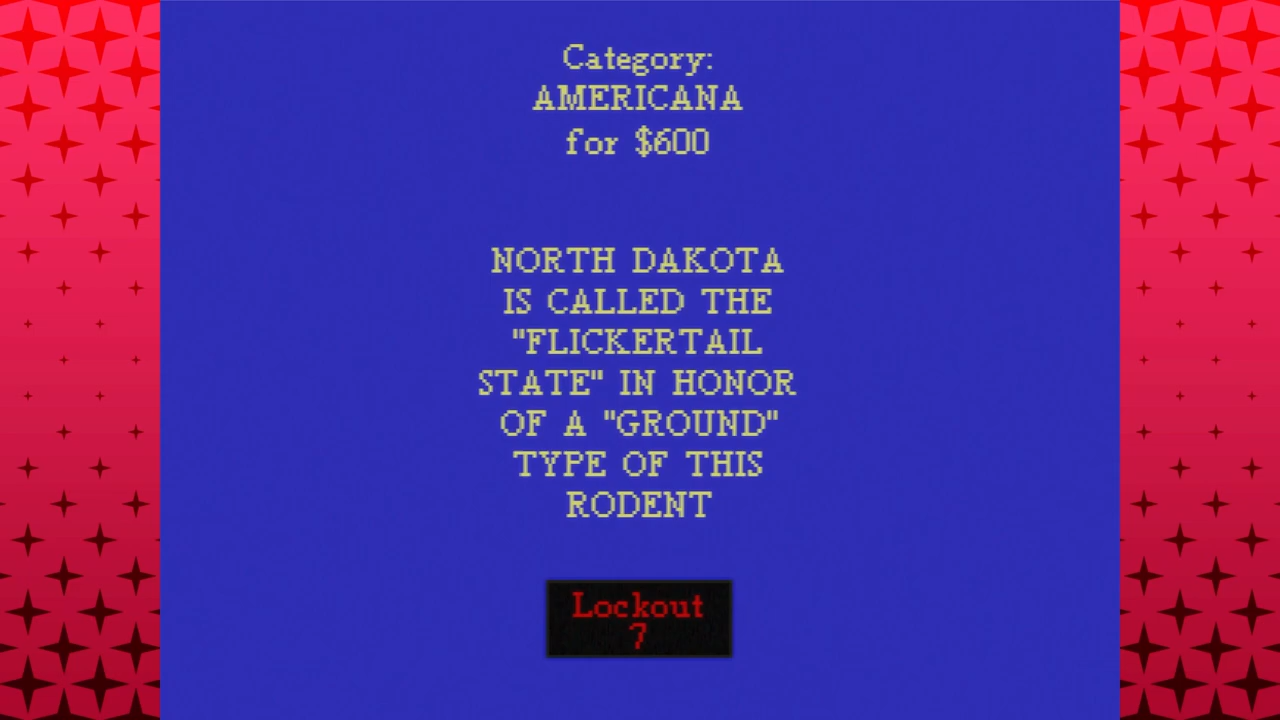 Category:
AMERICANA
for $600
NORTH DAKOTA
IS CALLED THE
"FLICKERTAIL
STATE" IN HONOR
OF A "GROUND"
TYPE OF THIS
RODENT
Lockout
7